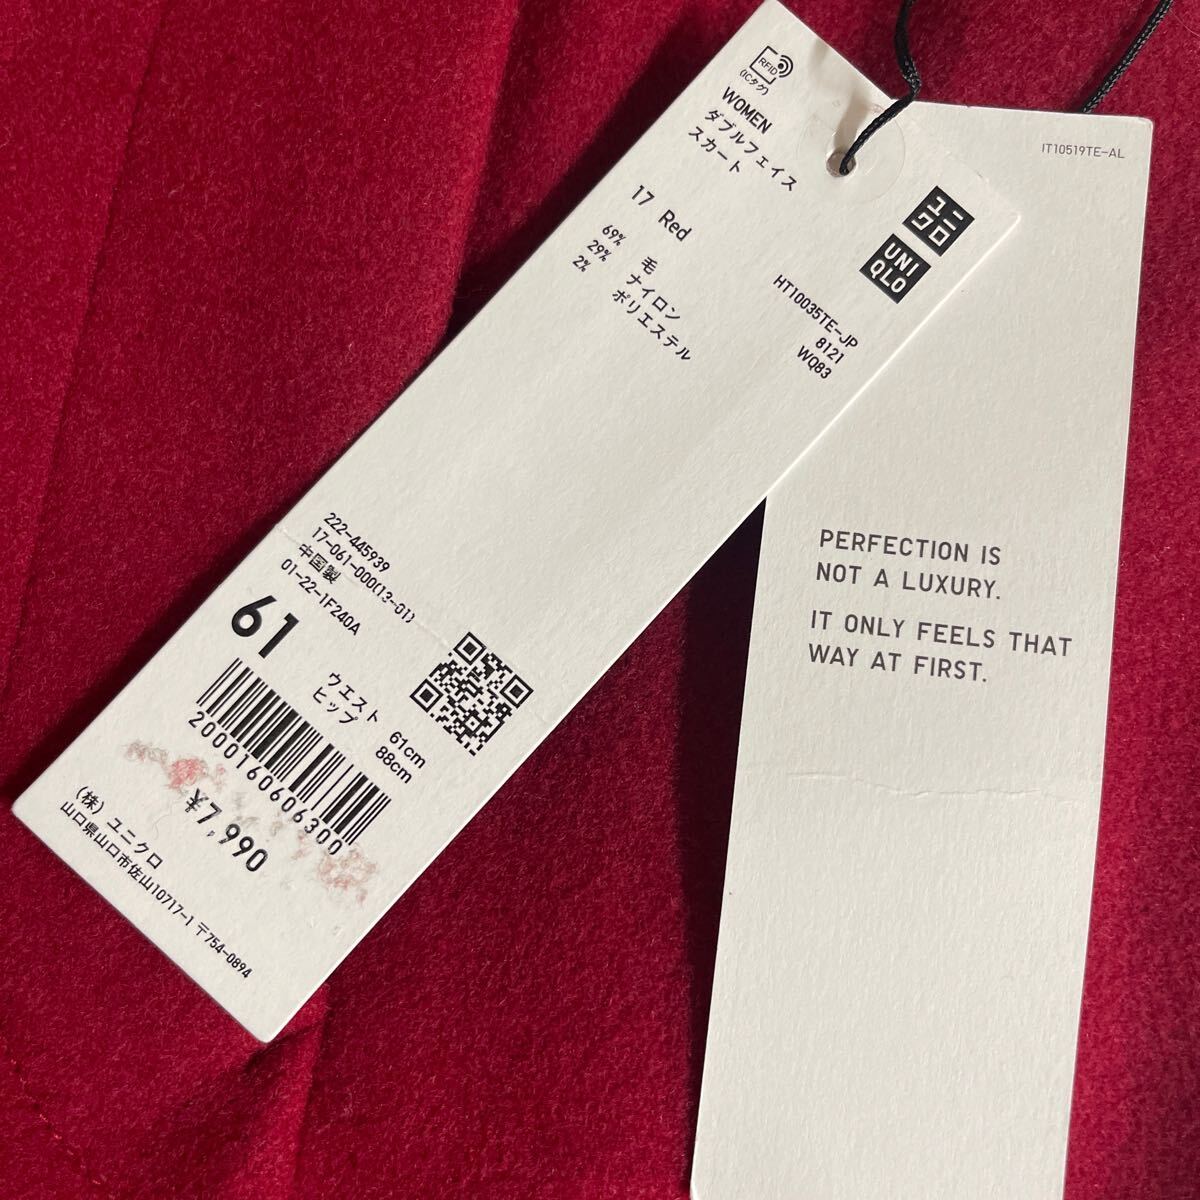 RFID
(ICタグ)
WOMEN
ダブルフェイス
スカート
17 Red
69% 毛
29% ナイロン
2% ポリエステル
ユニ
クロ
UNI
QLO
HT10035TE-JP
8121
WQ83
222-445939
17-061-000(13-01)
中国製
01-22-1F240A
61
ウエスト 61cm
ヒップ 88cm
2000160606300
¥7,990
(株) ユニクロ
山口県山口市佐山10717-1 〒754-0894
IT10519TE-AL
PERFECTION IS
NOT A LUXURY.
IT ONLY FEELS THAT
WAY AT FIRST.